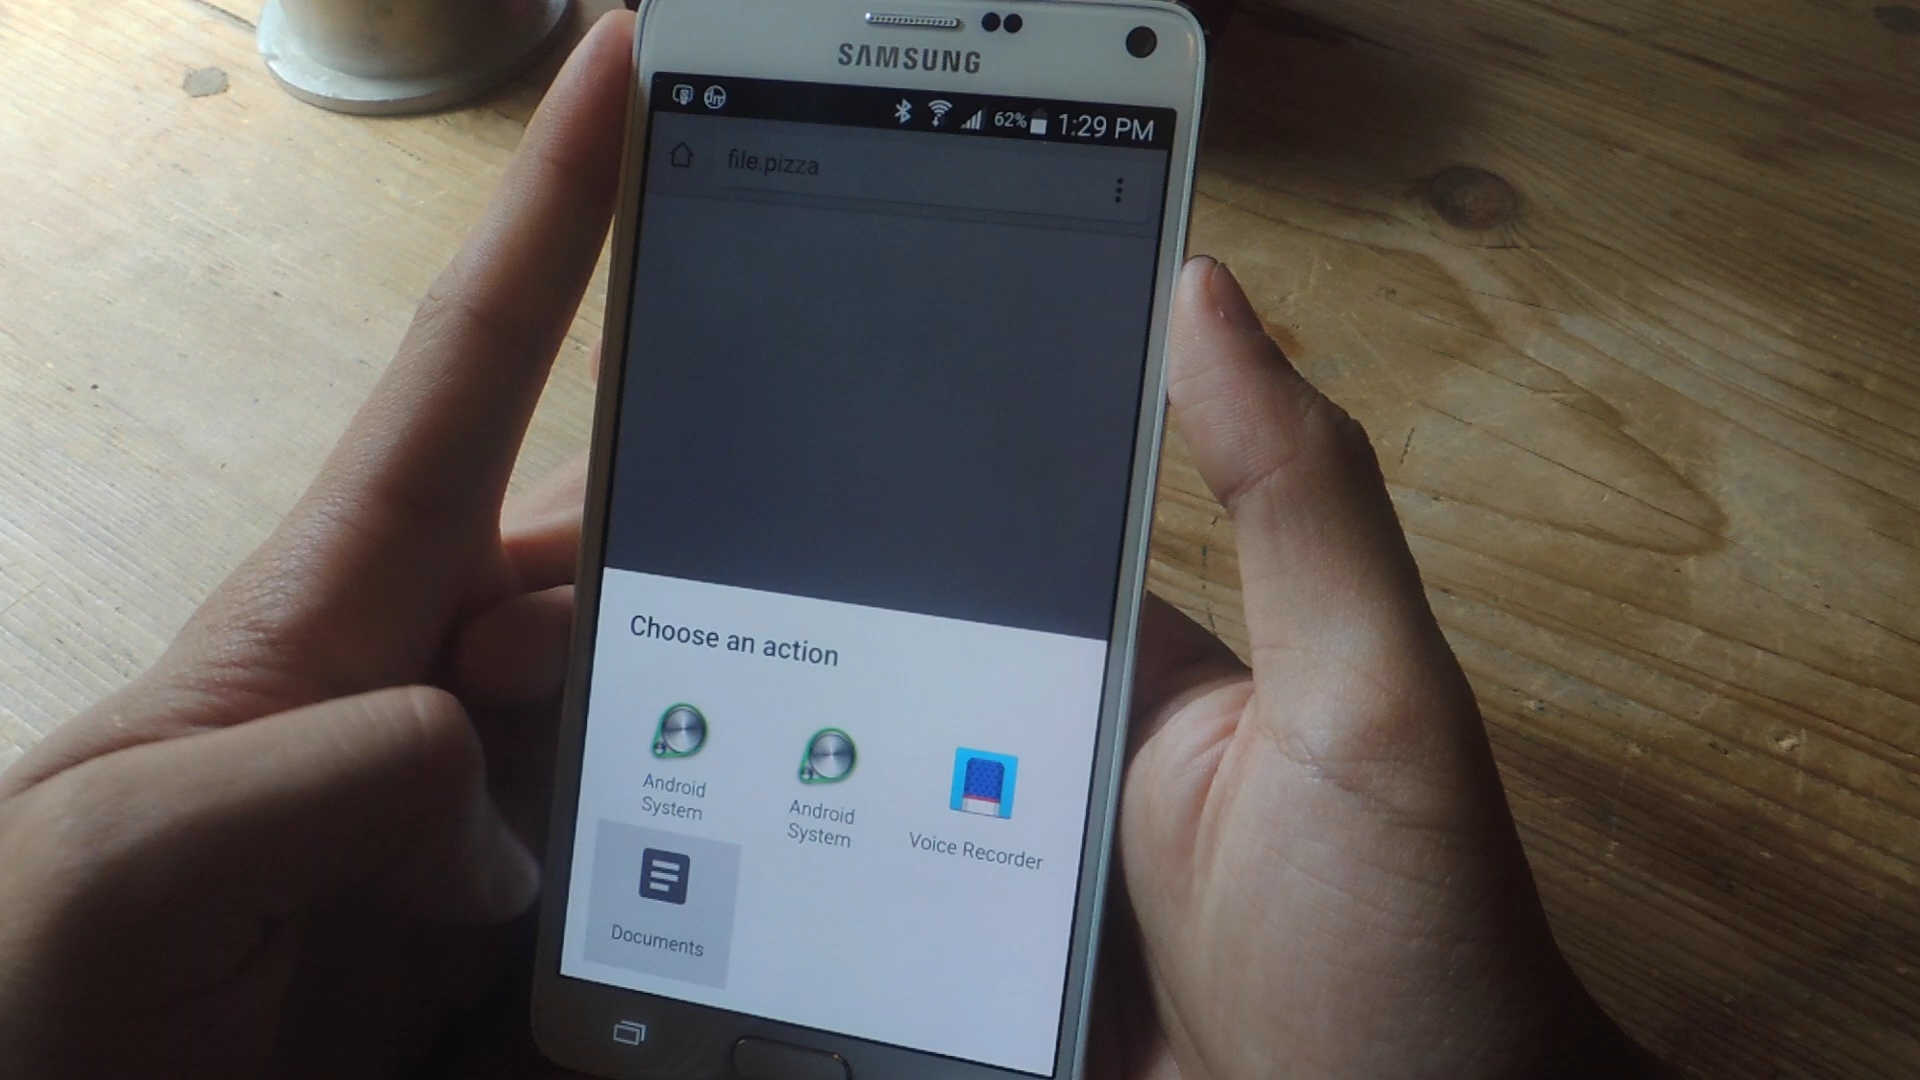 SAMSUNG
62% 1:29 PM
file.pizza
Choose an action
Android
System
Android
System
Voice Recorder
Documents